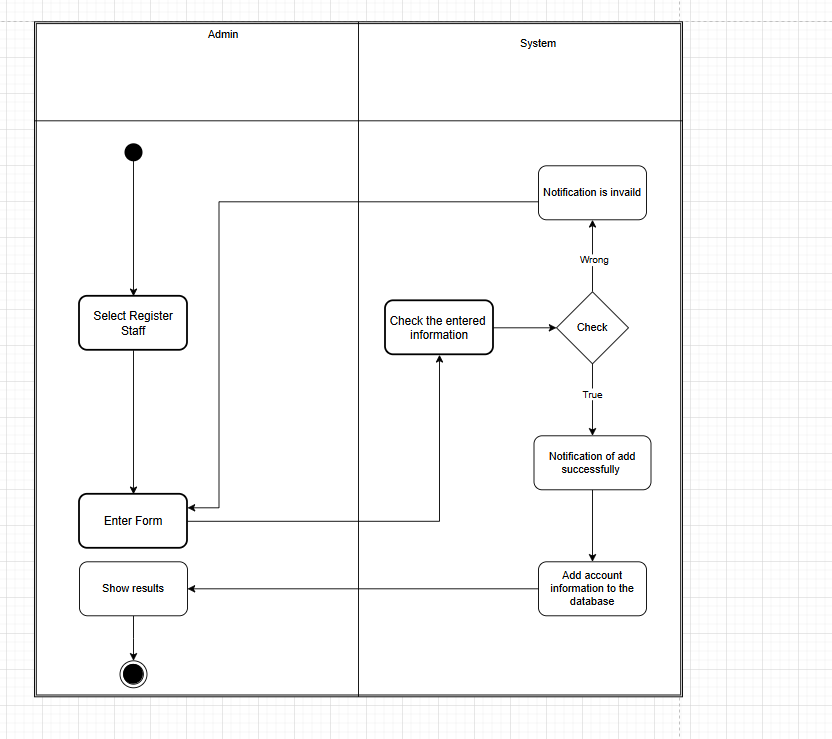 Admin
System
Notification is invaild
Wrong
Select Register
Staff
Check the entered
information
Check
True
Notification of add
successfully
Enter Form
Show results
Add account
information to the
database